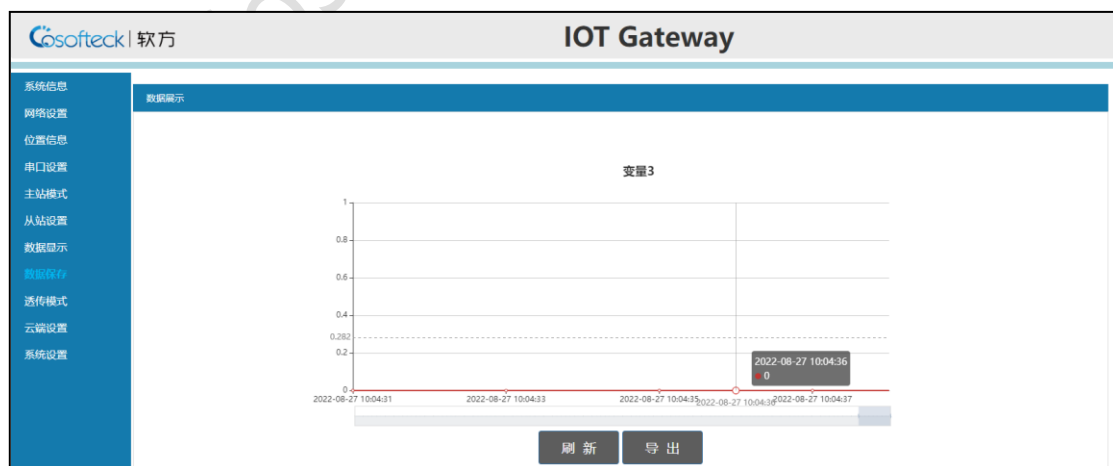 Cosofteck 软方
IOT Gateway
系统信息
网络设置
位置信息
串口设置
主站模式
从站设置
数据显示
数据保存
透传模式
云端设置
系统设置
数据展示
变量3
1
0.8
0.6
0.4
0.282
0.2
0
2022-08-27 10:04:36
0
2022-08-27 10:04:31
2022-08-27 10:04:33
2022-08-27 10:04:35
2022-08-27 10:04:36
2022-08-27 10:04:37
刷 新
导 出